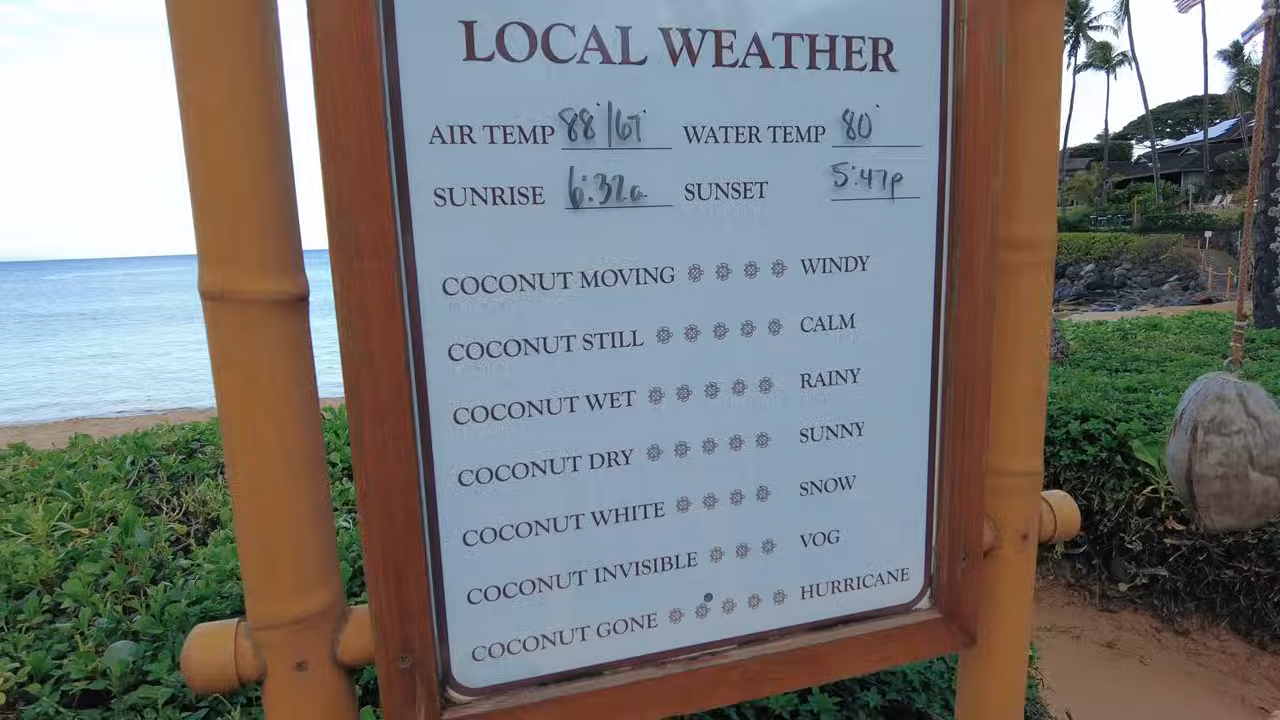 LOCAL WEATHER
AIR TEMP 88°/67° WATER TEMP 80°
SUNRISE 6:32a SUNSET 5:47p
COCONUT MOVING WINDY
COCONUT STILL CALM
COCONUT WET RAINY
COCONUT DRY SUNNY
COCONUT WHITE SNOW
COCONUT INVISIBLE VOG
COCONUT GONE HURRICANE